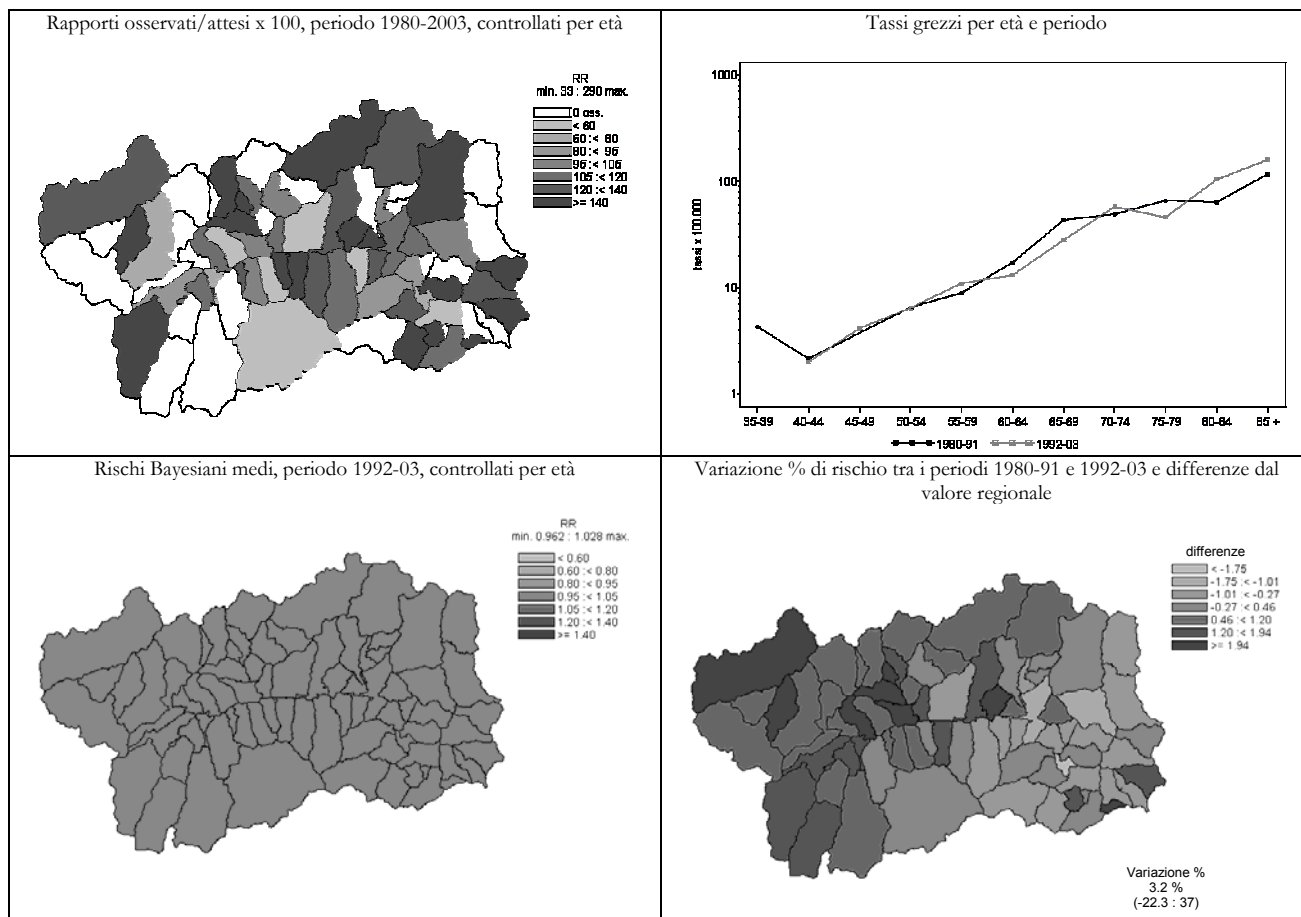 Rapporti osservati/attesi x 100, periodo 1980-2003, controllati per età
RR
min. 33 : 290 max.
0 oss.
< 60
60 :< 80
80 :< 95
95 :< 105
105 :< 120
120 :< 140
>= 140
Tassi grezzi per età e periodo
1000
100
10
1
tassi x 100.000
35-39
40-44
45-49
50-54
55-59
60-64
65-69
70-74
75-79
80-84
85 +
1980-91
1992-03
Rischi Bayesiani medi, periodo 1992-03, controllati per età
RR
min. 0.962 : 1.028 max.
< 0.60
0.60 :< 0.80
0.80 :< 0.95
0.95 :< 1.05
1.05 :< 1.20
1.20 :< 1.40
>= 1.40
Variazione % di rischio tra i periodi 1980-91 e 1992-03 e differenze dal
valore regionale
differenze
< -1.75
-1.75 :< -1.01
-1.01 :< -0.27
-0.27 :< 0.46
0.46 :< 1.20
1.20 :< 1.94
>= 1.94
Variazione %
3.2 %
(-22.3 : 37)